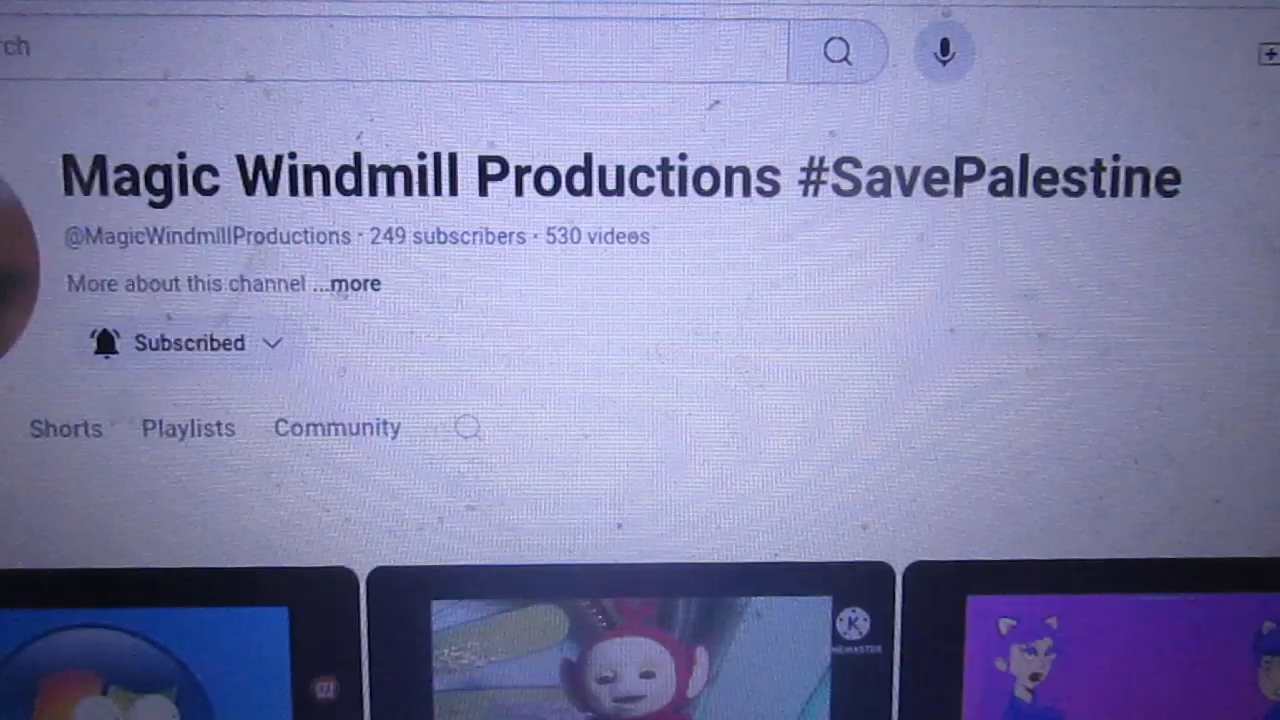 rch
Magic Windmill Productions #SavePalestine
@MagicWindmillProductions · 249 subscribers · 530 videos
More about this channel ...more
Subscribed
Shorts Playlists Community
K